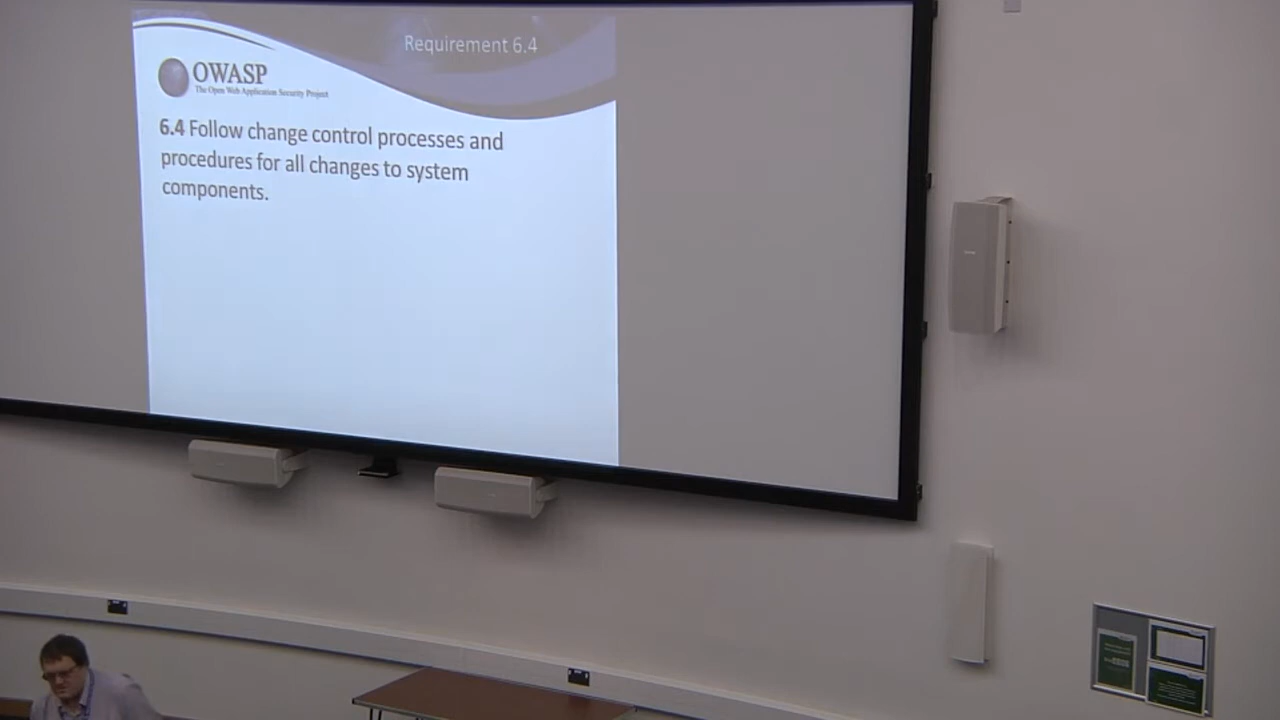 Requirement 6.4
OWASP
The Open Web Application Security Project
6.4 Follow change control processes and
procedures for all changes to system
components.